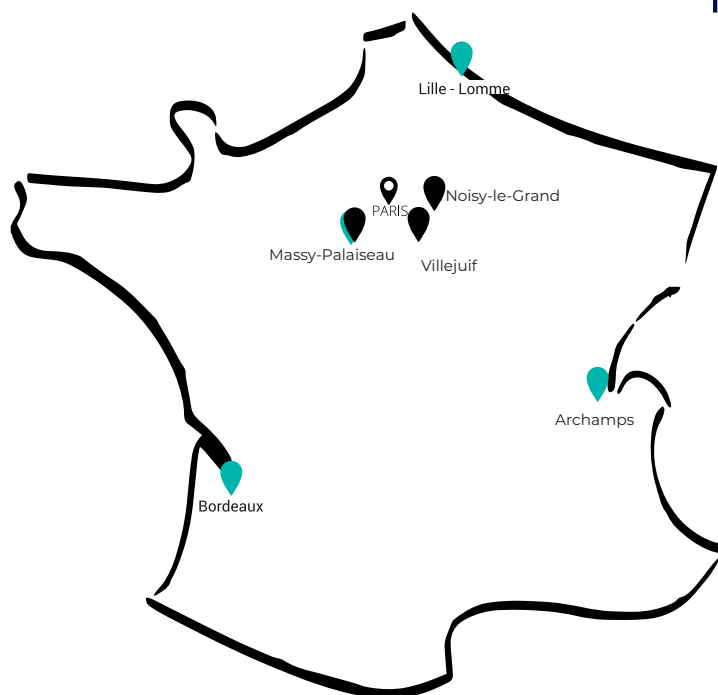 Lille - Lomme
Noisy-le-Grand
PARIS
Massy-Palaiseau
Villejuif
Archamps
Bordeaux